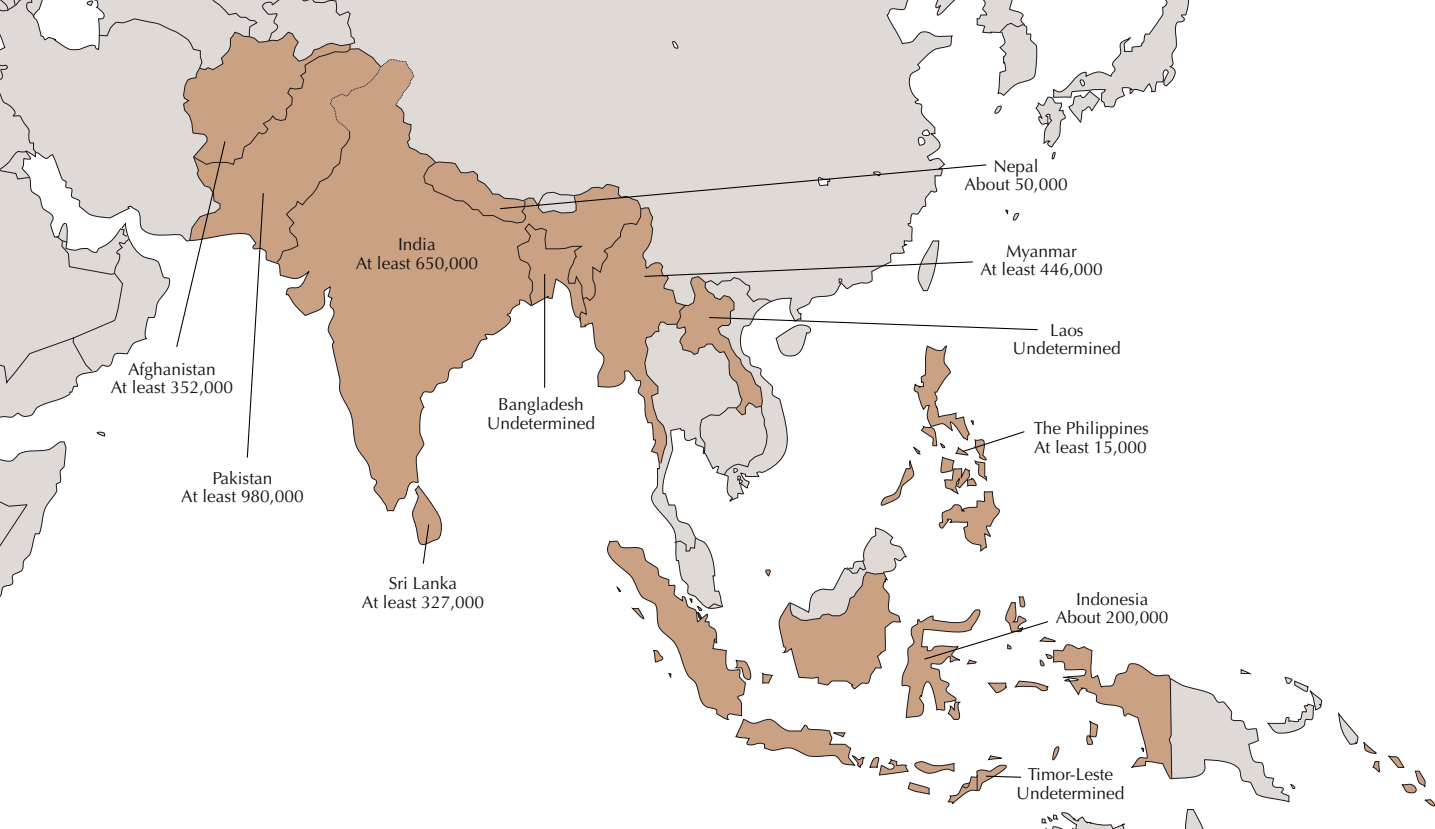 Nepal
About 50,000
India
At least 650,000
Myanmar
At least 446,000
Laos
Undetermined
Afghanistan
At least 352,000
Bangladesh
Undetermined
The Philippines
At least 15,000
Pakistan
At least 980,000
Sri Lanka
At least 327,000
Indonesia
About 200,000
Timor-Leste
Undetermined